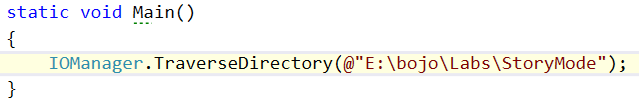 static void Main()
{
    IOManager.TraverseDirectory(@"E:\bojo\Labs\StoryMode");
}